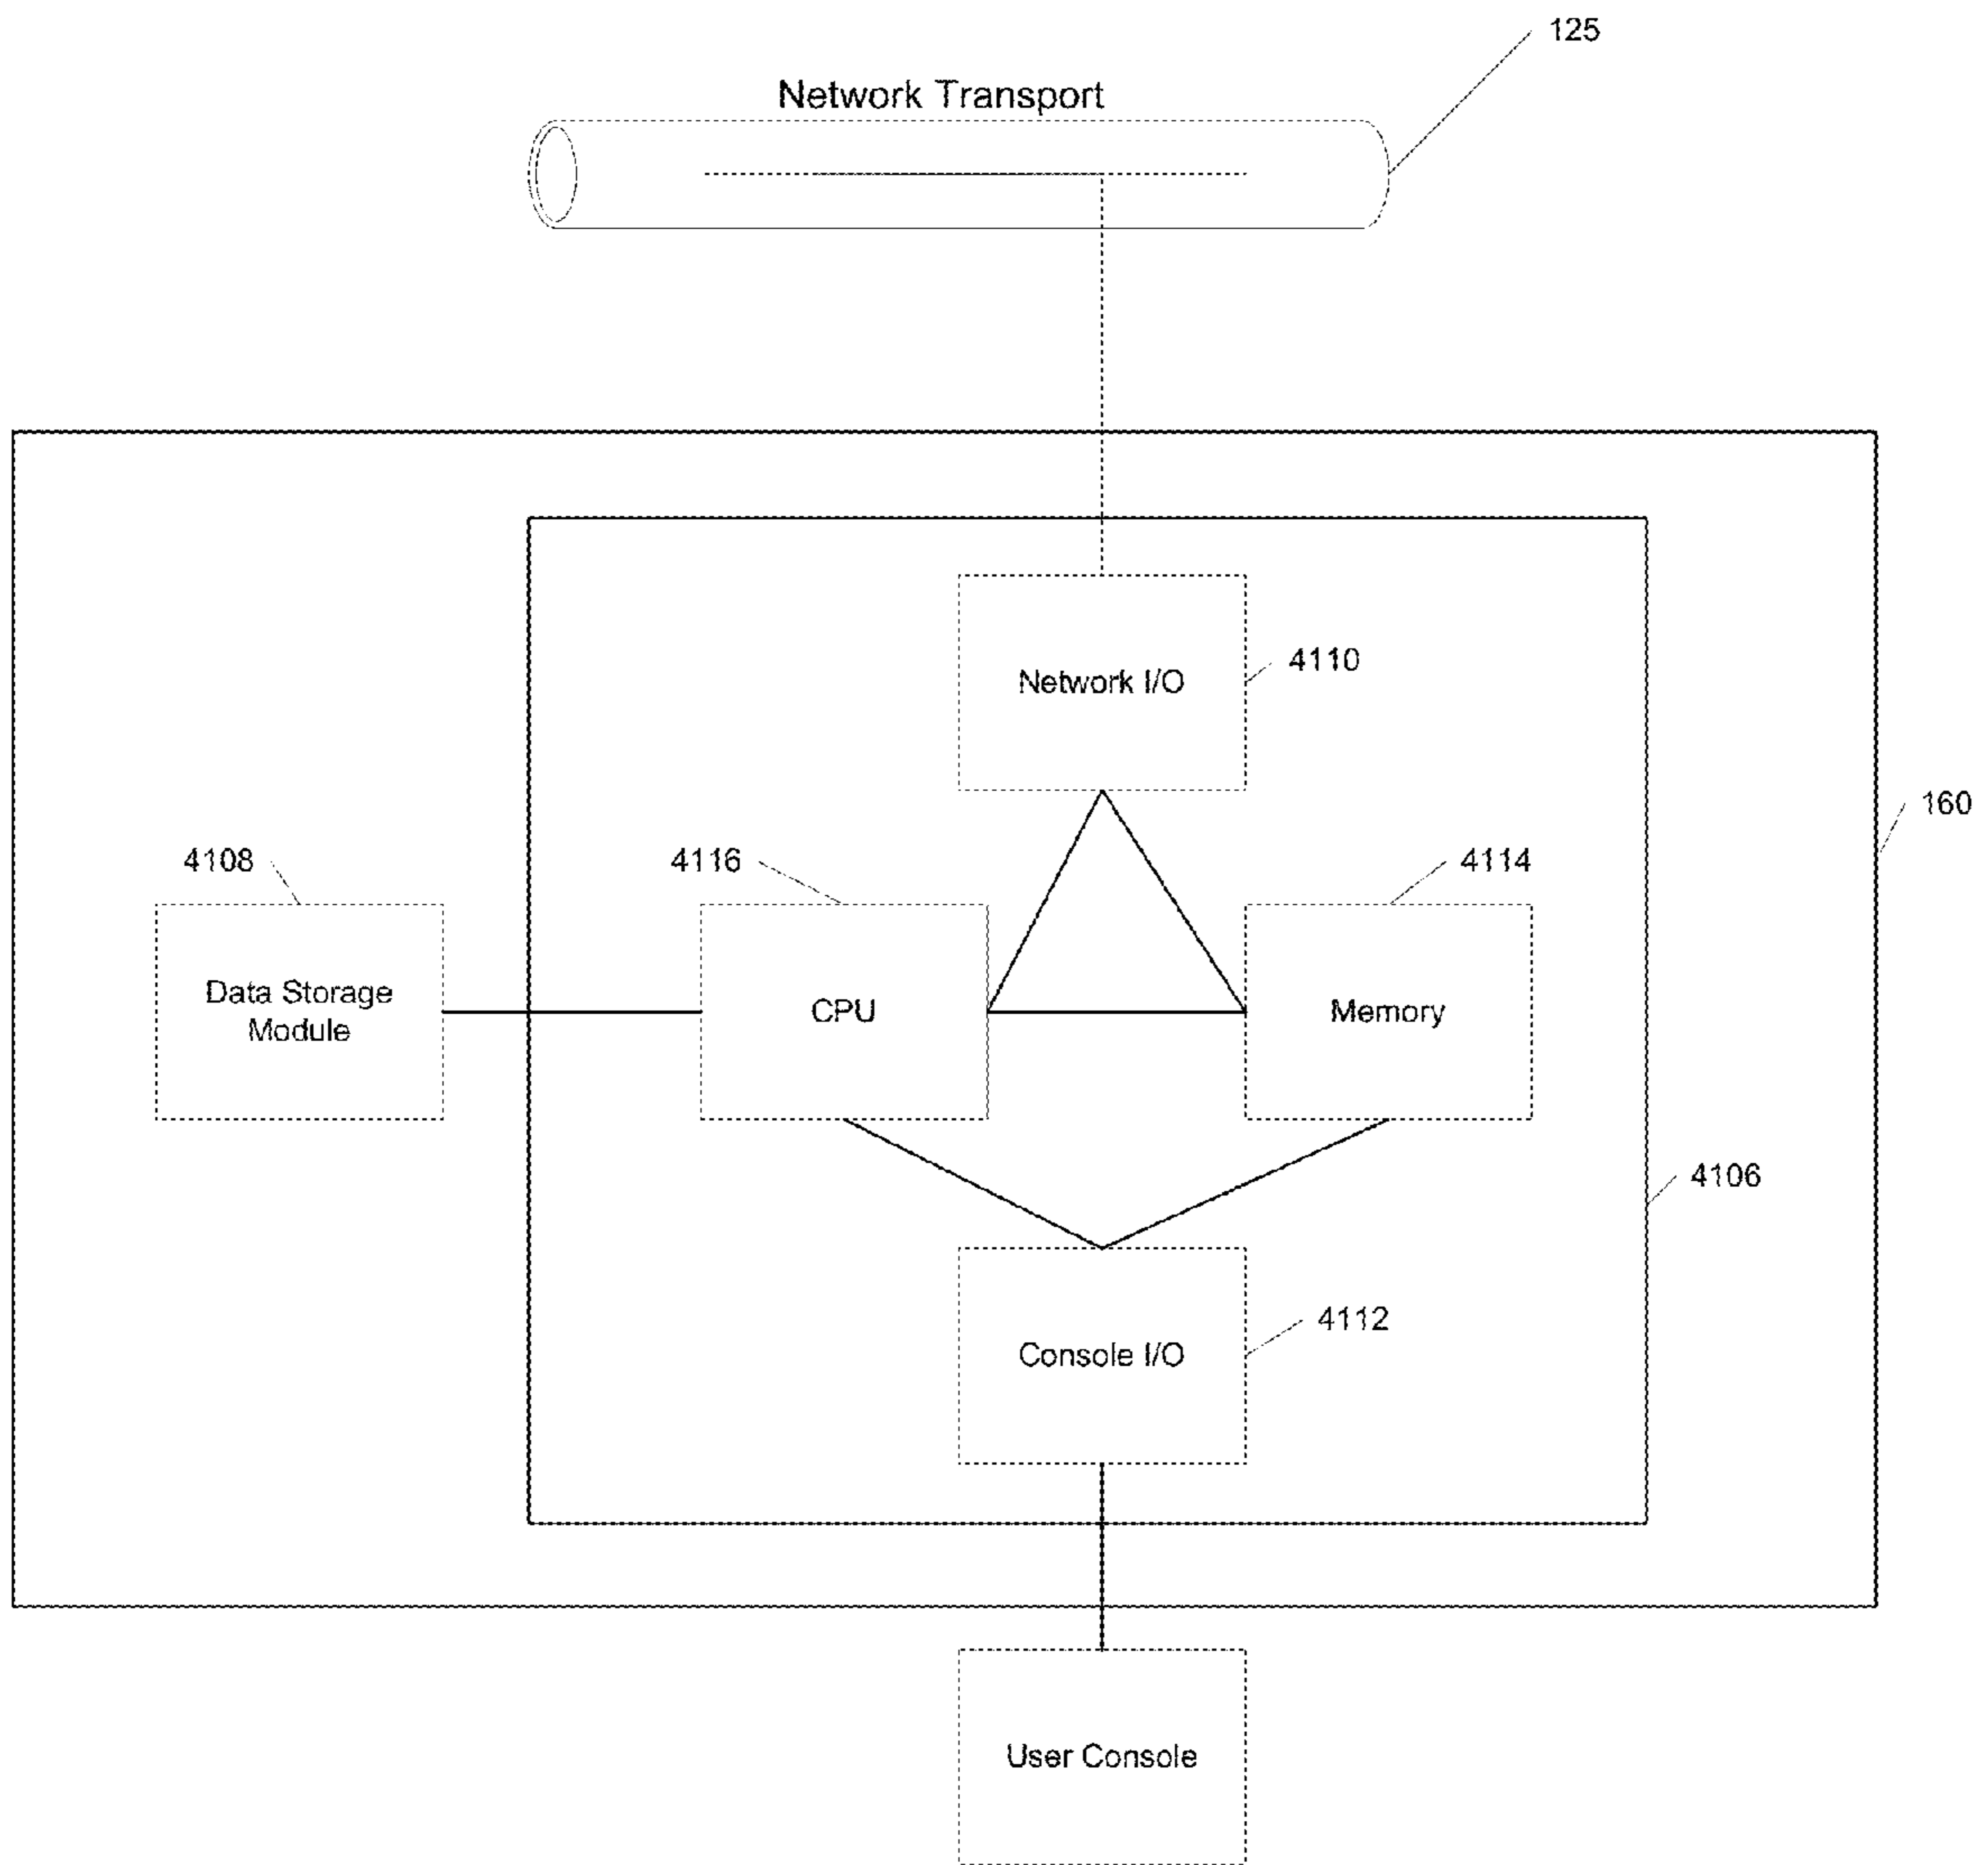 125
Network Transport
Network I/O
4110
160
4108
4116
4114
Data Storage
Module
CPU
Memory
4106
4112
Console I/O
User Console